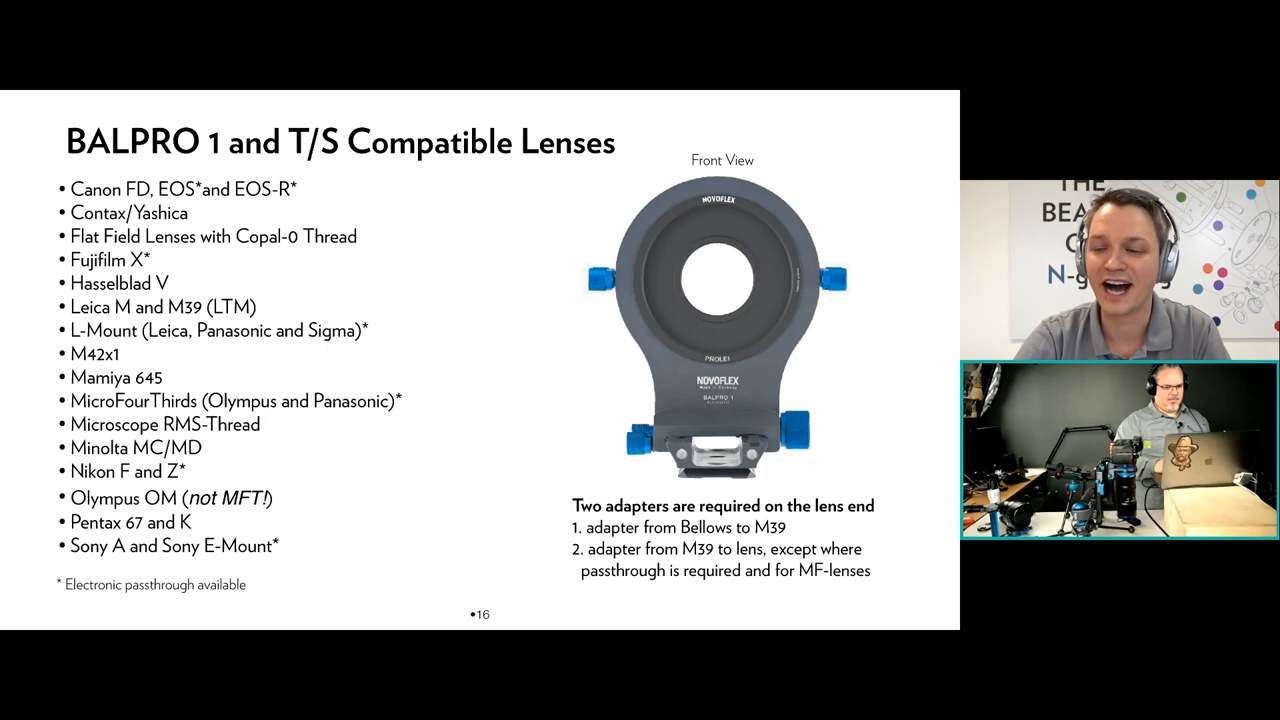 BALPRO 1 and T/S Compatible Lenses
• Canon FD, EOS*and EOS-R*
• Contax/Yashica
• Flat Field Lenses with Copal-0 Thread
• Fujifilm X*
• Hasselblad V
• Leica M and M39 (LTM)
• L-Mount (Leica, Panasonic and Sigma)*
• M42x1
• Mamiya 645
• MicroFourThirds (Olympus and Panasonic)*
• Microscope RMS-Thread
• Minolta MC/MD
• Nikon F and Z*
• Olympus OM (not MFT!)
• Pentax 67 and K
• Sony A and Sony E-Mount*
* Electronic passthrough available
Front View
NOVOFLEX
PROLEI
NOVOFLEX
Made in Germany
BALPRO 1
Two adapters are required on the lens end
1. adapter from Bellows to M39
2. adapter from M39 to lens, except where
passthrough is required and for MF-lenses
•16
THE
BEA
N-g